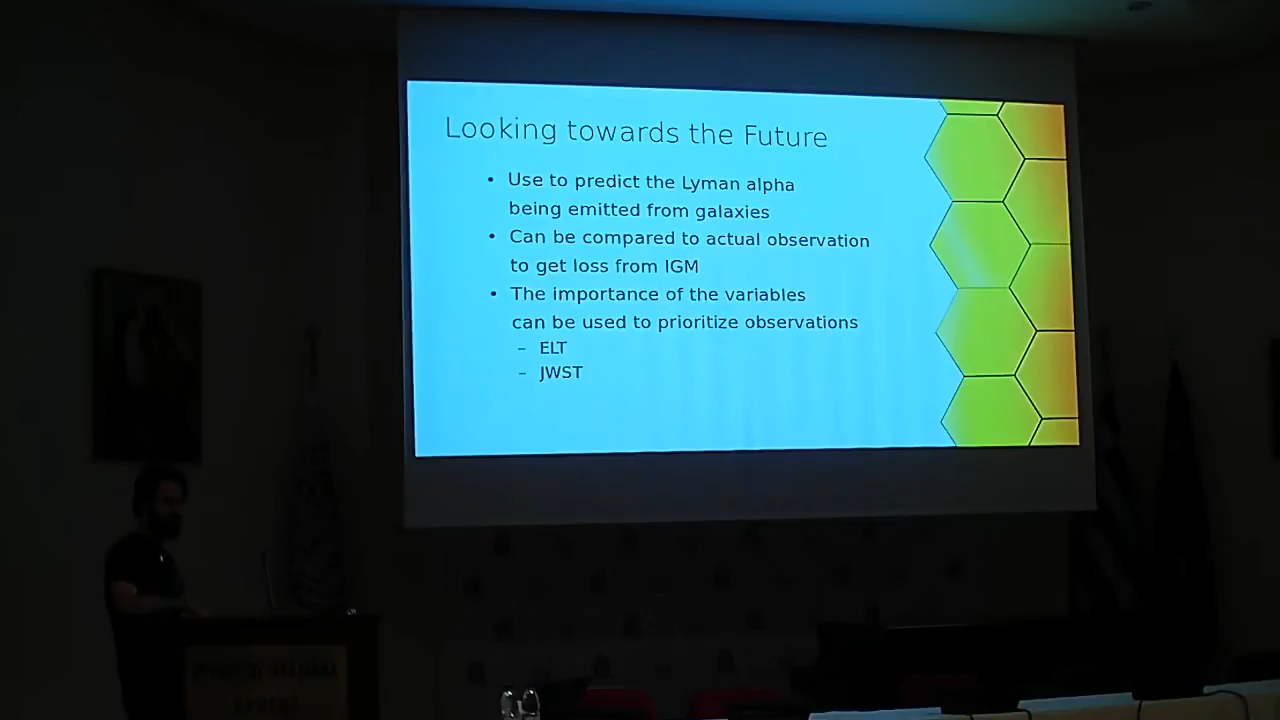 Looking towards the Future
• Use to predict the Lyman alpha
being emitted from galaxies
• Can be compared to actual observation
to get loss from IGM
• The importance of the variables
can be used to prioritize observations
– ELT
– JWST